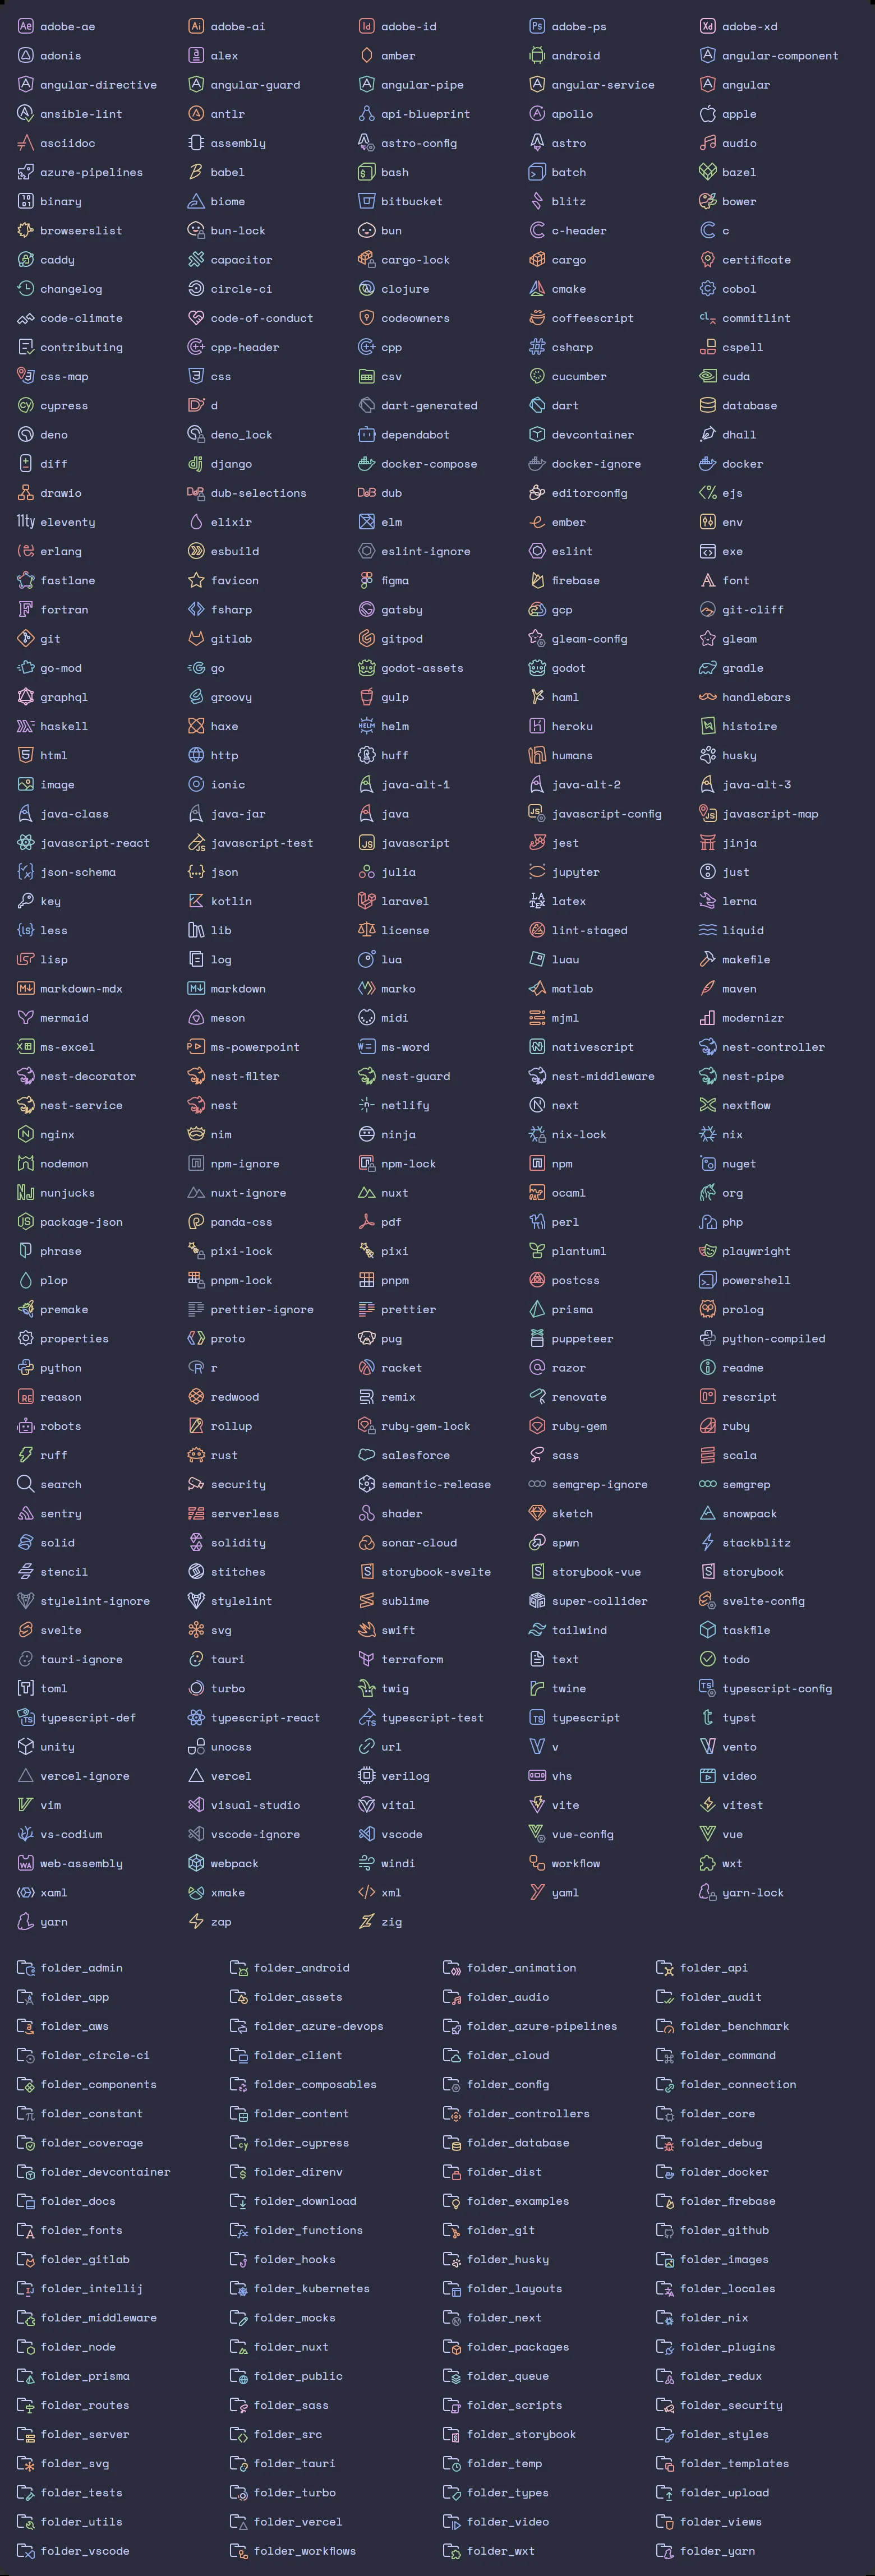 adobe-ae adobe-ai adobe-id adobe-ps adobe-xd
adonis alex amber android angular-component
angular-directive angular-guard angular-pipe angular-service angular
ansible-lint antlr api-blueprint apollo apple
asciidoc assembly astro-config astro audio
azure-pipelines babel bash batch bazel
binary biome bitbucket blitz bower
browserslist bun-lock bun c-header c
caddy capacitor cargo-lock cargo certificate
changelog circle-ci clojure cmake cobol
code-climate code-of-conduct codeowners coffeescript commitlint
contributing cpp-header cpp csharp cspell
css-map css csv cucumber cuda
cypress d dart-generated dart database
deno deno_lock dependabot devcontainer dhall
diff django docker-compose docker-ignore docker
drawio dub-selections dub editorconfig ejs
eleventy elixir elm ember env
erlang esbuild eslint-ignore eslint exe
fastlane favicon figma firebase font
fortran fsharp gatsby gcp git-cliff
git gitlab gitpod gleam-config gleam
go-mod go godot-assets godot gradle
graphql groovy gulp haml handlebars
haskell haxe helm heroku histoire
html http huff humans husky
image ionic java-alt-1 java-alt-2 java-alt-3
java-class java-jar java javascript-config javascript-map
javascript-react javascript-test javascript jest jinja
json-schema json julia jupyter just
key kotlin laravel latex lerna
less lib license lint-staged liquid
lisp log lua luau makefile
markdown-mdx markdown marko matlab maven
mermaid meson midi mjml modernizr
ms-excel ms-powerpoint ms-word nativescript nest-controller
nest-decorator nest-filter nest-guard nest-middleware nest-pipe
nest-service nest netlify next nextflow
nginx nim ninja nix-lock nix
nodemon npm-ignore npm-lock npm nuget
nunjucks nuxt-ignore nuxt ocaml org
package-json panda-css pdf perl php
phrase pixi-lock pixi plantuml playwright
plop pnpm-lock pnpm postcss powershell
premake prettier-ignore prettier prisma prolog
properties proto pug puppeteer python-compiled
python r racket razor readme
reason redwood remix renovate rescript
robots rollup ruby-gem-lock ruby-gem ruby
ruff rust salesforce sass scala
search security semantic-release semgrep-ignore semgrep
sentry serverless shader sketch snowpack
solid solidity sonar-cloud spwn stackblitz
stencil stitches storybook-svelte storybook-vue storybook
stylelint-ignore stylelint sublime super-collider svelte-config
svelte svg swift tailwind taskfile
tauri-ignore tauri terraform text todo
toml turbo twig twine typescript-config
typescript-def typescript-react typescript-test typescript typst
unity unocss url v vento
vercel-ignore vercel verilog vhs video
vim visual-studio vital vite vitest
vs-codium vscode-ignore vscode vue-config vue
web-assembly webpack windi workflow wxt
xaml xmake xml yaml yarn-lock
yarn zap zig
folder_admin folder_android folder_animation folder_api
folder_app folder_assets folder_audio folder_audit
folder_aws folder_azure-devops folder_azure-pipelines folder_benchmark
folder_circle-ci folder_client folder_cloud folder_command
folder_components folder_composables folder_config folder_connection
folder_constant folder_content folder_controllers folder_core
folder_coverage folder_cypress folder_database folder_debug
folder_devcontainer folder_direnv folder_dist folder_docker
folder_docs folder_download folder_examples folder_firebase
folder_fonts folder_functions folder_git folder_github
folder_gitlab folder_hooks folder_husky folder_images
folder_intellij folder_kubernetes folder_layouts folder_locales
folder_middleware folder_mocks folder_next folder_nix
folder_node folder_nuxt folder_packages folder_plugins
folder_prisma folder_public folder_queue folder_redux
folder_routes folder_sass folder_scripts folder_security
folder_server folder_src folder_storybook folder_styles
folder_svg folder_tauri folder_temp folder_templates
folder_tests folder_turbo folder_types folder_upload
folder_utils folder_vercel folder_video folder_views
folder_vscode folder_workflows folder_wxt folder_yarn